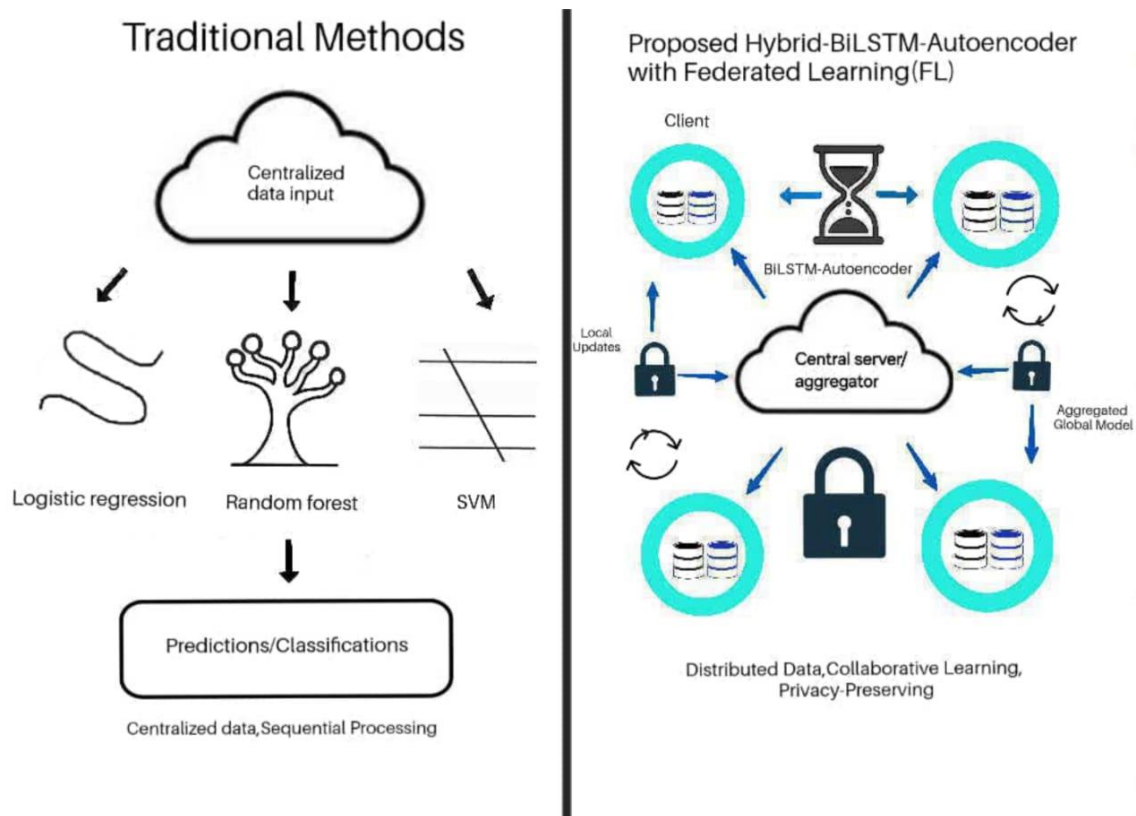 Traditional Methods
Centralized
data input
Logistic regression
Random forest
SVM
Predictions/Classifications
Centralized data,Sequential Processing
Proposed Hybrid-BiLSTM-Autoencoder
with Federated Learning(FL)
Client
BiLSTM-Autoencoder
Local
Updates
Central server/
aggregator
Aggregated
Global Model
Distributed Data,Collaborative Learning,
Privacy-Preserving